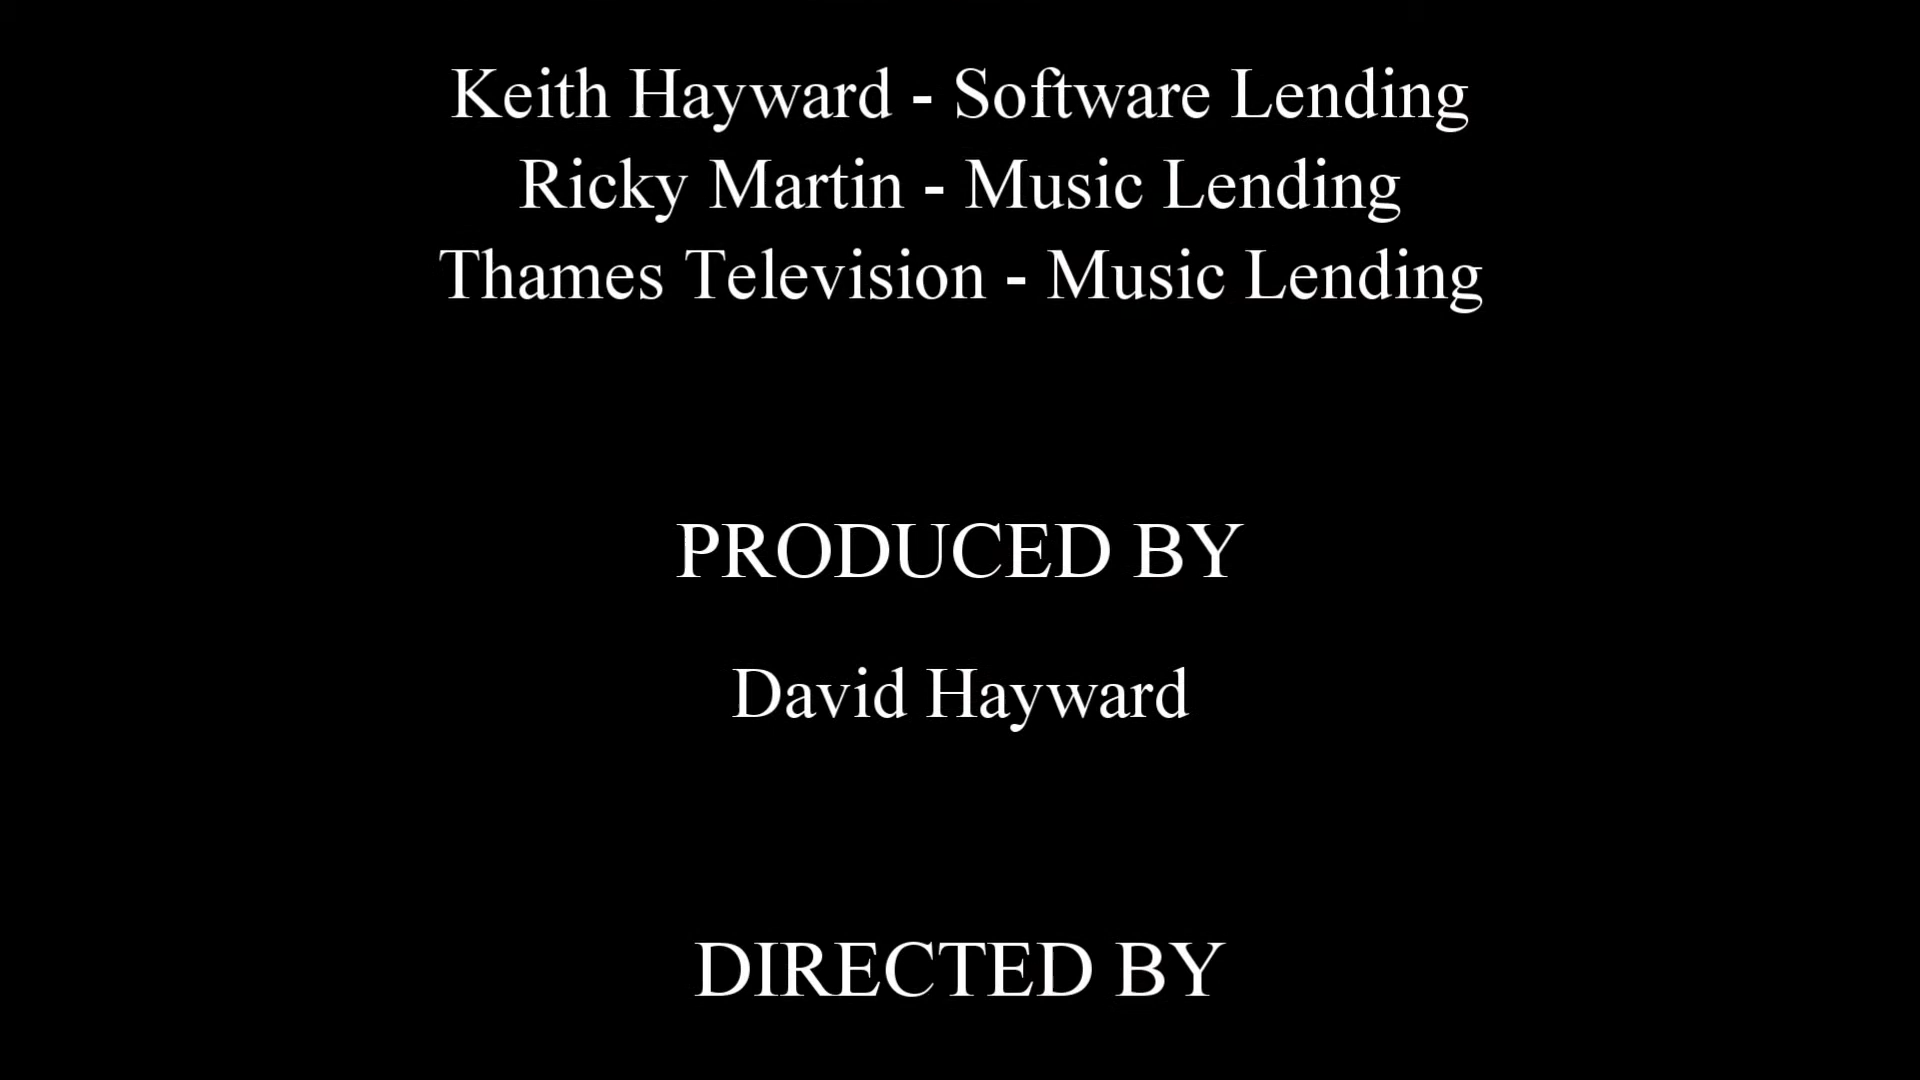 Keith Hayward - Software Lending
Ricky Martin - Music Lending
Thames Television - Music Lending
PRODUCED BY
David Hayward
DIRECTED BY